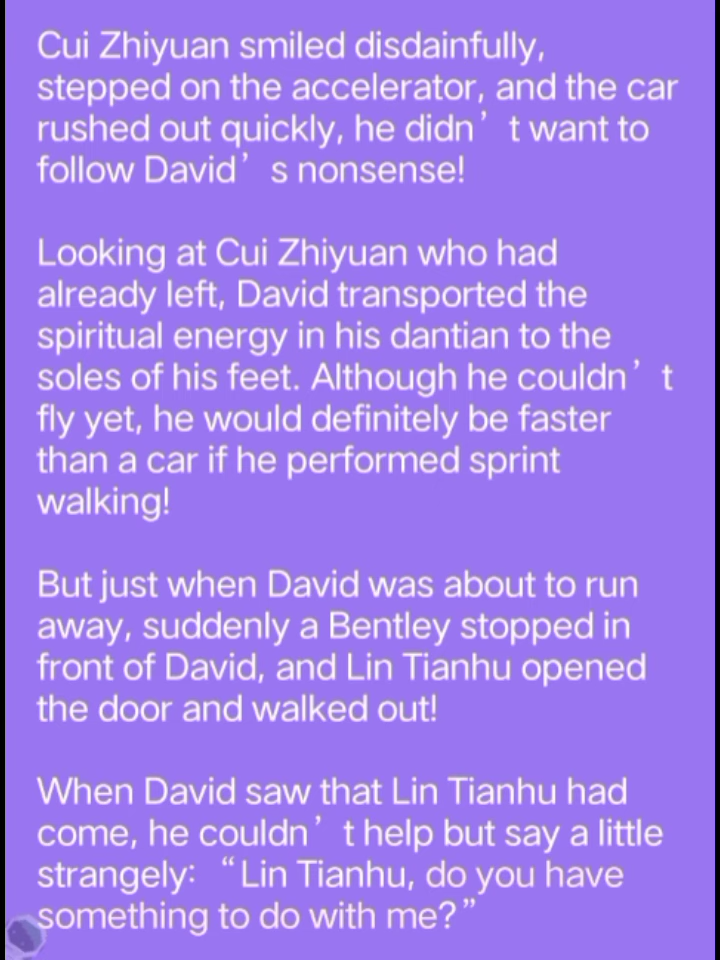 Cui Zhiyuan smiled disdainfully,
stepped on the accelerator, and the car
rushed out quickly, he didn’t want to
follow David’s nonsense!
Looking at Cui Zhiyuan who had
already left, David transported the
spiritual energy in his dantian to the
soles of his feet. Although he couldn’t
fly yet, he would definitely be faster
than a car if he performed sprint
walking!
But just when David was about to run
away, suddenly a Bentley stopped in
front of David, and Lin Tianhu opened
the door and walked out!
When David saw that Lin Tianhu had
come, he couldn’t help but say a little
strangely: “Lin Tianhu, do you have
something to do with me?”